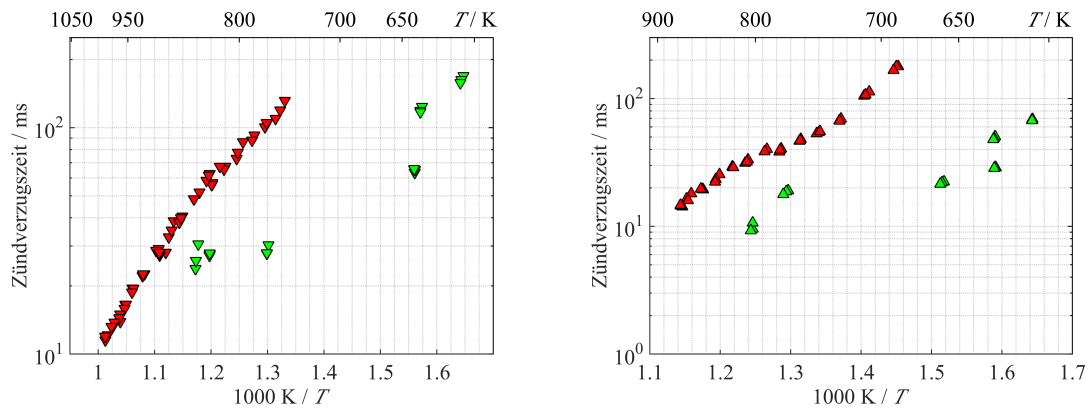 1050 950 800 700 650 T / K
Zündverzugszeit / ms
10²
10¹
1 1.1 1.2 1.3 1.4 1.5 1.6
1000 K / T
900 800 700 650 T / K
Zündverzugszeit / ms
10²
10¹
10⁰
1.1 1.2 1.3 1.4 1.5 1.6 1.7
1000 K / T